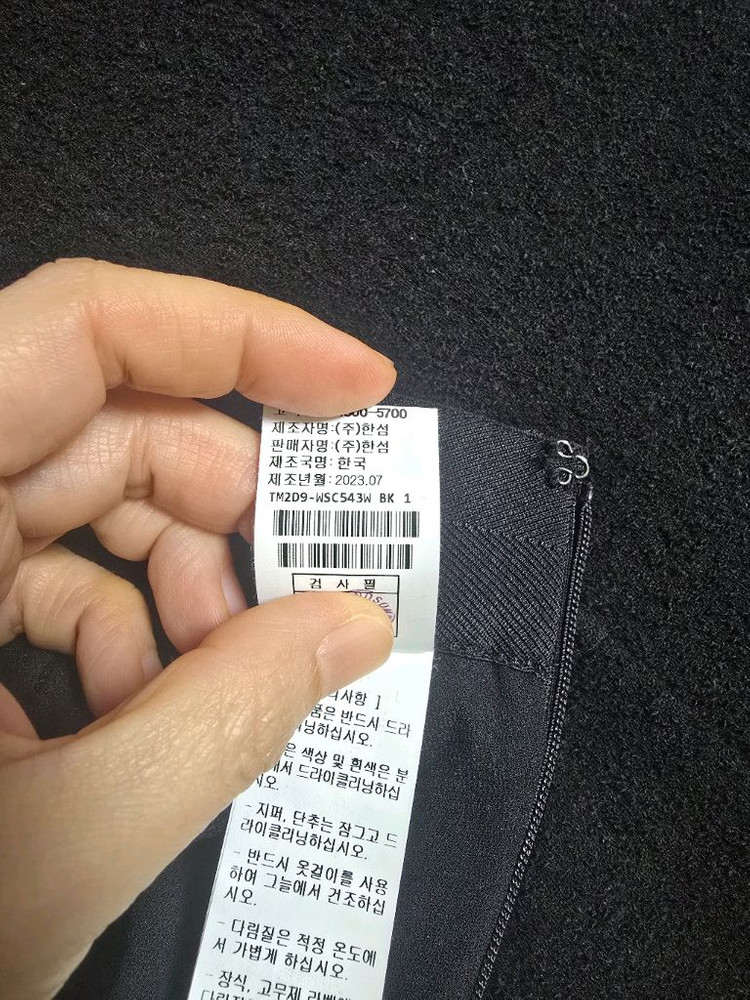 00-5700
제조자명:(주)한섬
판매자명:(주)한섬
제조국명: 한국
제조년월: 2023.07
TM2D9-WSC543W BK 1
검 사 필
사항 ]
반드시 드라
하십시오.
색상 및 흰색은 분
서 드라이클리닝하십
시오.
- 지퍼, 단추는 잠그고 드
라이클리닝하십시오.
- 반드시 옷걸이를 사용
하여 그늘에서 건조하십
시오.
- 다림질은 적정 온도에
서 가볍게 하십시오.
- 장식, 고무제